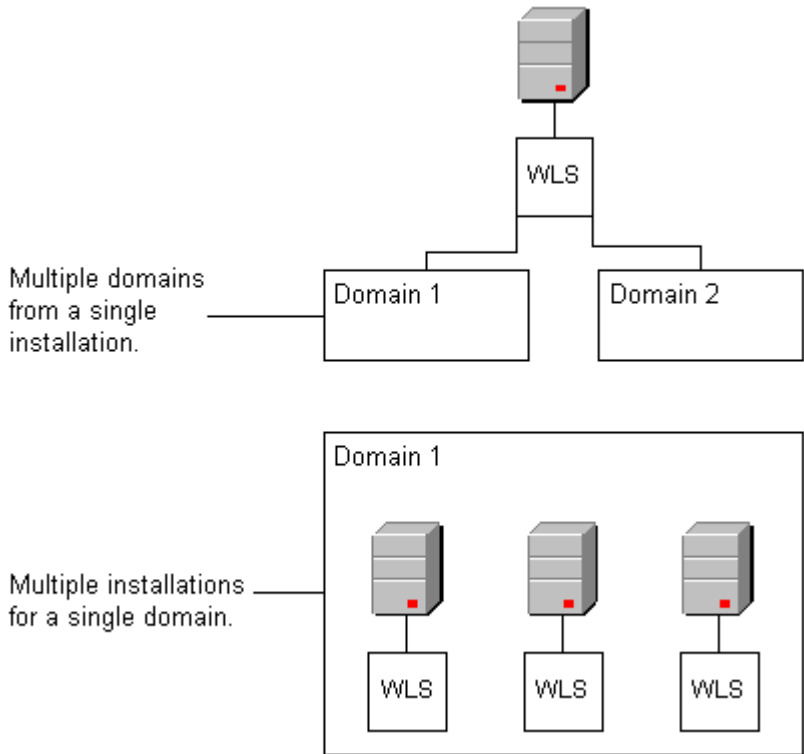 WLS
Multiple domains
from a single
installation.
Domain 1
Domain 2
Domain 1
Multiple installations
for a single domain.
WLS
WLS
WLS